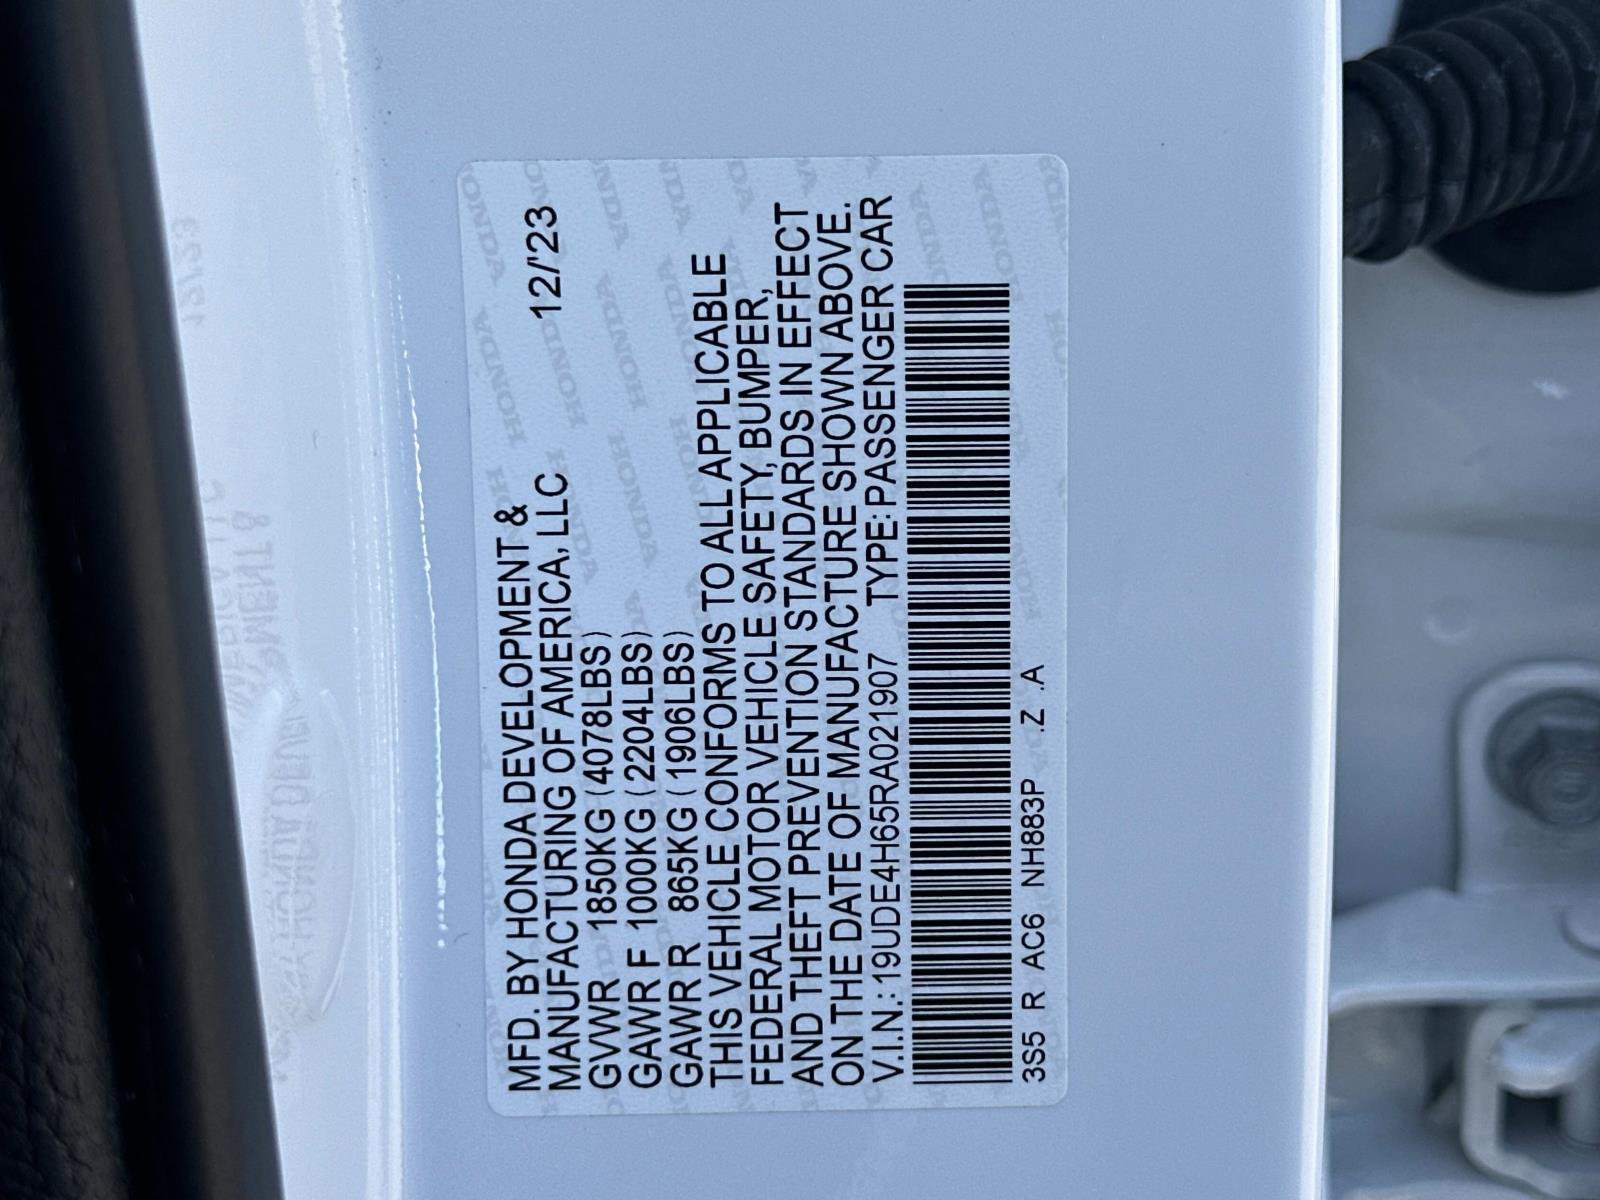 MFD. BY HONDA DEVELOPMENT & 12/'23
MANUFACTURING OF AMERICA, LLC
GVWR 1850KG (4078LBS)
GAWR F 1000KG (2204LBS)
GAWR R 865KG (1906LBS)
THIS VEHICLE CONFORMS TO ALL APPLICABLE
FEDERAL MOTOR VEHICLE SAFETY, BUMPER,
AND THEFT PREVENTION STANDARDS IN EFFECT
ON THE DATE OF MANUFACTURE SHOWN ABOVE.
V.I.N.: 19UDE4H65RA021907 TYPE: PASSENGER CAR
3S5 R AC6 NH883P .Z .A